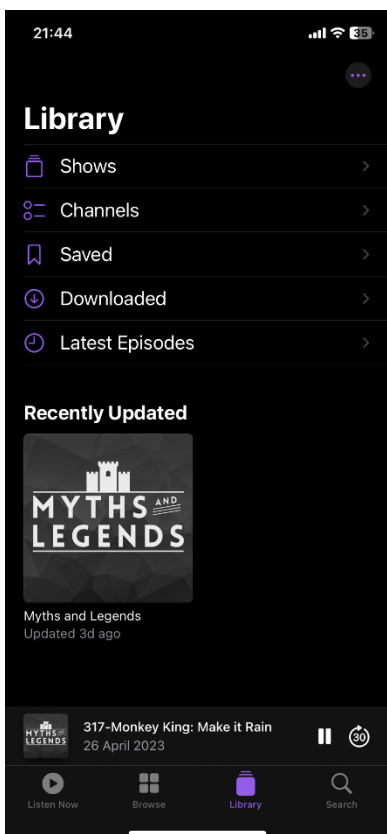 21:44
35
Library
Shows
Channels
Saved
Downloaded
Latest Episodes
Recently Updated
MYTHS AND
LEGENDS
Myths and Legends
Updated 3d ago
MYTHS AND
LEGENDS
317-Monkey King: Make it Rain
26 April 2023
30
Listen Now
Browse
Library
Search